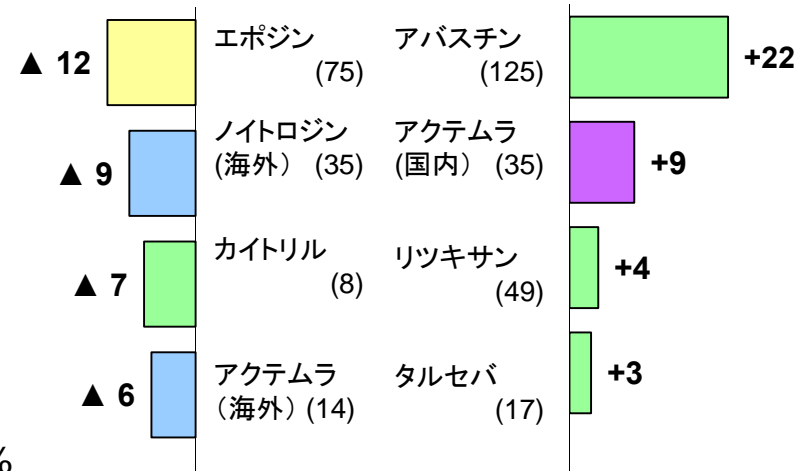 ▲ 12
エポジン
(75)
アバスチン
(125)
+22
▲ 9
ノイトロジン
(海外） (35)
アクテムラ
(国内） (35)
+9
▲ 7
カイトリル
(8)
リツキサン
(49)
+4
▲ 6
アクテムラ
（海外） (14)
タルセバ
(17)
+3
%